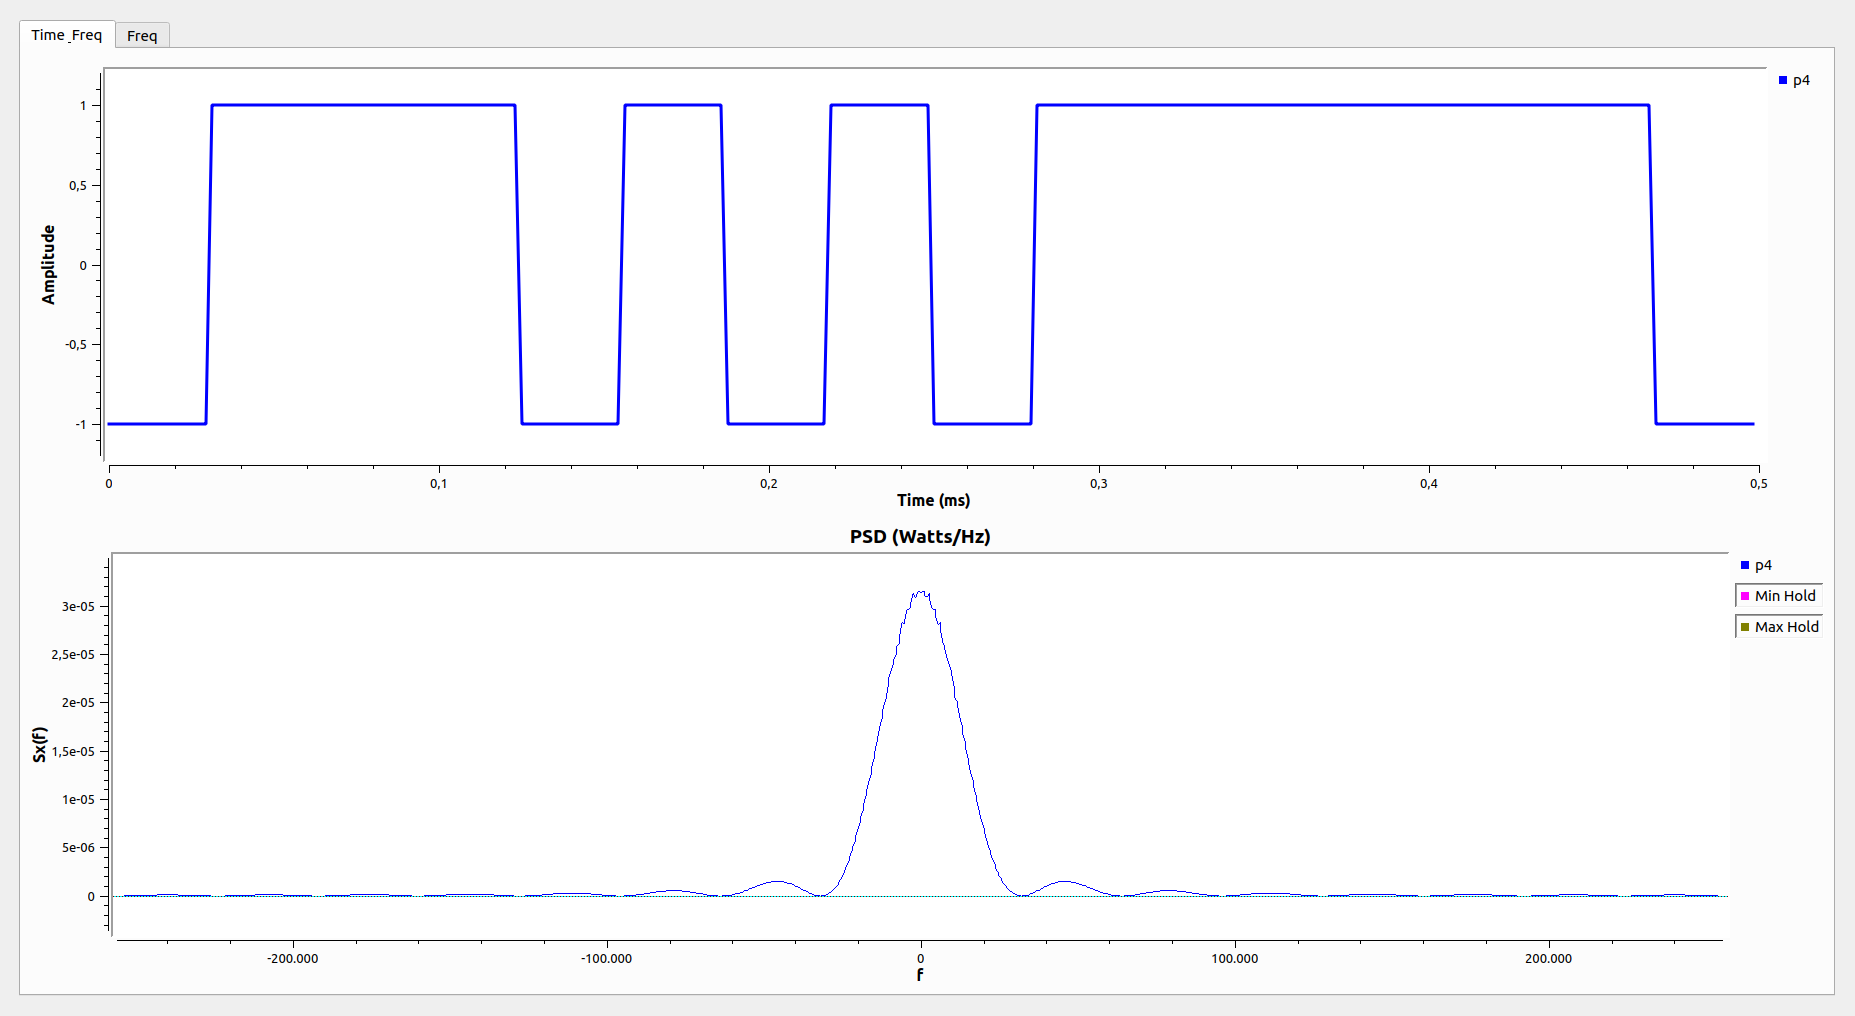 Time _Freq
Freq
p4
1
0,5
0
-0,5
-1
Amplitude
0
0,1
0,2
0,3
0,4
0,5
Time (ms)
PSD (Watts/Hz)
p4
Min Hold
Max Hold
3e-05
2,5e-05
2e-05
1,5e-05
1e-05
5e-06
0
Sx(f)
-200.000
-100.000
0
100.000
200.000
f